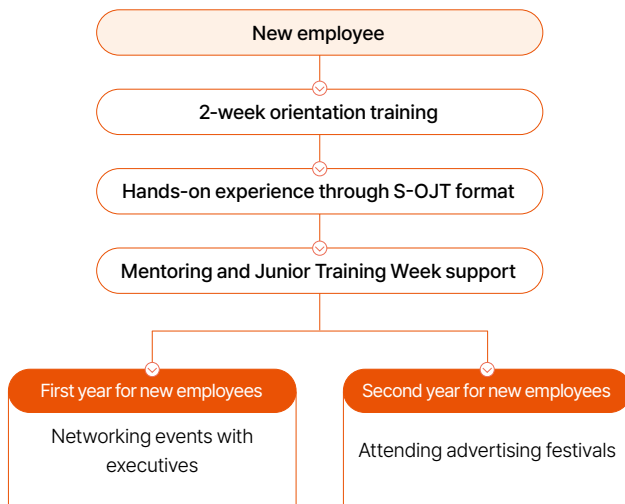 New employee
2-week orientation training
Hands-on experience through S-OJT format
Mentoring and Junior Training Week support
First year for new employees
Networking events with
executives
Second year for new employees
Attending advertising festivals